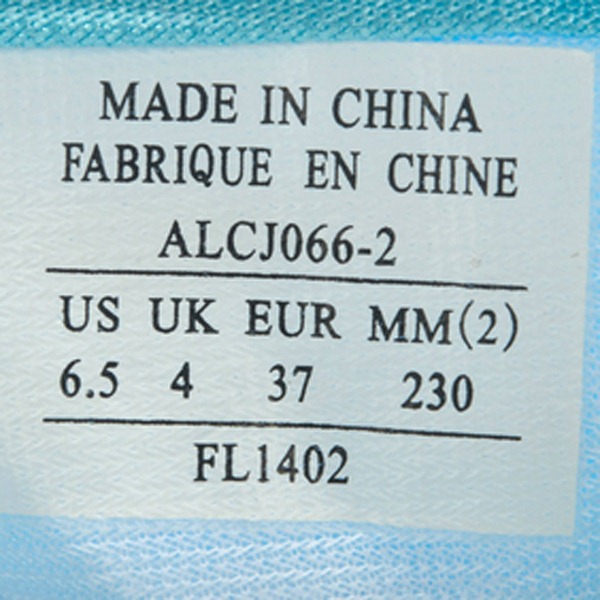 MADE IN CHINA
FABRIQUE EN CHINE
ALCJ066-2
US UK EUR MM(2)
6.5 4 37 230
FL1402